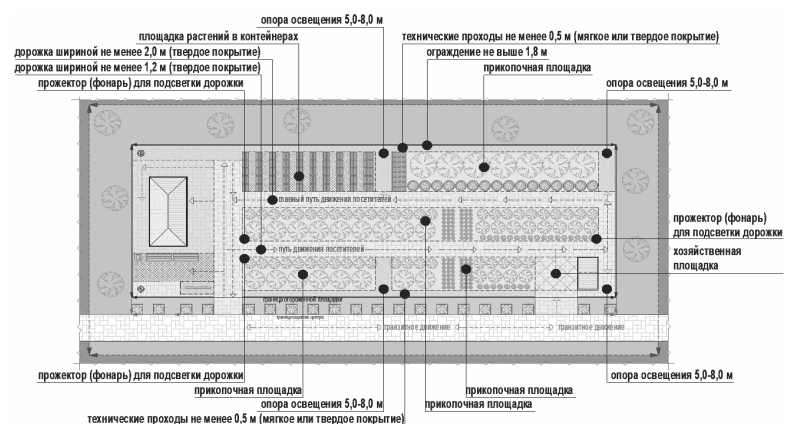 опора освещения 5,0-8,0 м
площадка растений в контейнерах
технические проходы не менее 0,5 м (мягкое или твердое покрытие)
дорожка шириной не менее 2,0 м (твердое покрытие)
ограждение не выше 1,8 м
дорожка шириной не менее 1,2 м (твердое покрытие)
прикопочная площадка
прожектор (фонарь) для подсветки дорожки
опора освещения 5,0-8,0 м
главный путь движения посетителей
прожектор (фонарь)
для подсветки дорожки
путь движения посетителей
хозяйственная
площадка
граница огороженной площадки
транзитное движение
транзитное движение
прожектор (фонарь) для подсветки дорожки
опора освещения 5,0-8,0 м
прикопочная площадка
прикопочная площадка
опора освещения 5,0-8,0 м
прикопочная площадка
технические проходы не менее 0,5 м (мягкое или твердое покрытие)